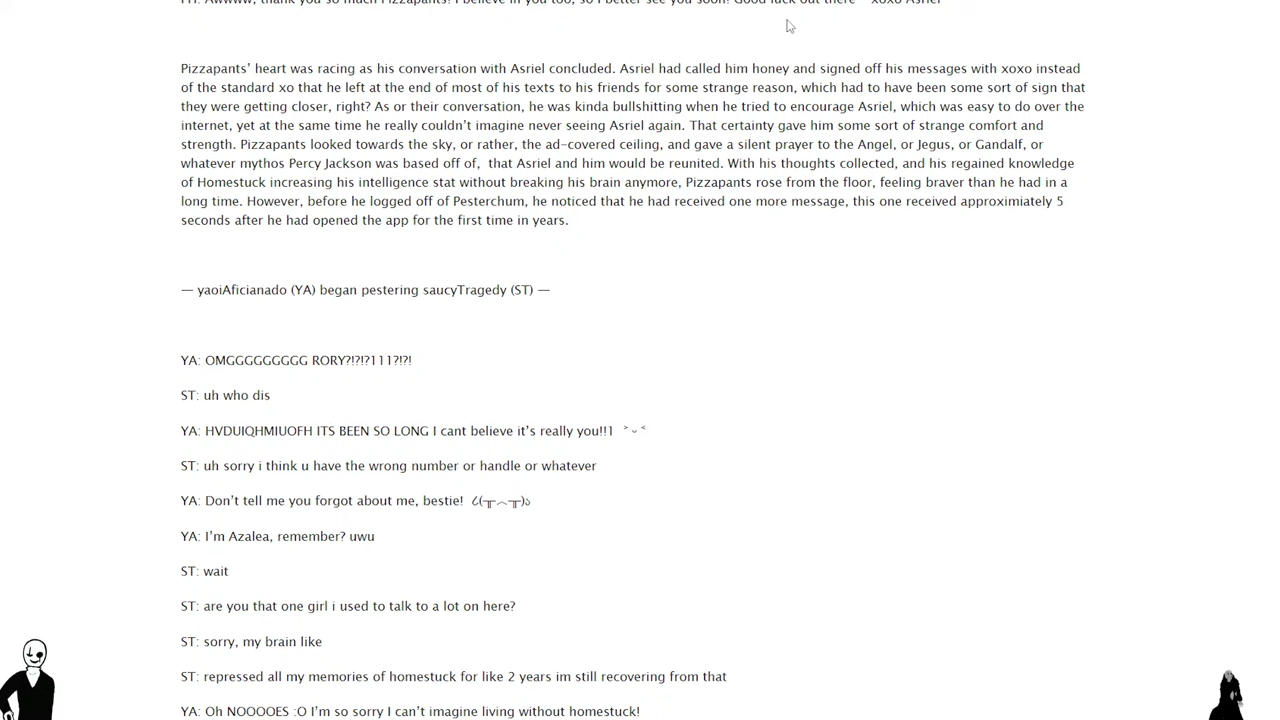 Pizzapants’ heart was racing as his conversation with Asriel concluded. Asriel had called him honey and signed off his messages with xoxo instead
of the standard xo that he left at the end of most of his texts to his friends for some strange reason, which had to have been some sort of sign that
they were getting closer, right? As or their conversation, he was kinda bullshitting when he tried to encourage Asriel, which was easy to do over the
internet, yet at the same time he really couldn’t imagine never seeing Asriel again. That certainty gave him some sort of strange comfort and
strength. Pizzapants looked towards the sky, or rather, the ad-covered ceiling, and gave a silent prayer to the Angel, or Jegus, or Gandalf, or
whatever mythos Percy Jackson was based off of,  that Asriel and him would be reunited. With his thoughts collected, and his regained knowledge
of Homestuck increasing his intelligence stat without breaking his brain anymore, Pizzapants rose from the floor, feeling braver than he had in a
long time. However, before he logged off of Pesterchum, he noticed that he had received one more message, this one received approximiately 5
seconds after he had opened the app for the first time in years.
— yaoiAficianado (YA) began pestering saucyTragedy (ST) —
YA: OMGGGGGGGGG RORY?!?!?111?!?!
ST: uh who dis
YA: HVDUIQHMIUOFH ITS BEEN SO LONG I cant believe it’s really you!!1 ˃ ᵕ ˂
ST: uh sorry i think u have the wrong number or handle or whatever
YA: Don’t tell me you forgot about me, bestie! ૮(╥︿╥)ა
YA: I’m Azalea, remember? uwu
ST: wait
ST: are you that one girl i used to talk to a lot on here?
ST: sorry, my brain like
ST: repressed all my memories of homestuck for like 2 years im still recovering from that
YA: Oh NOOOOES :O I’m so sorry I can’t imagine living without homestuck!